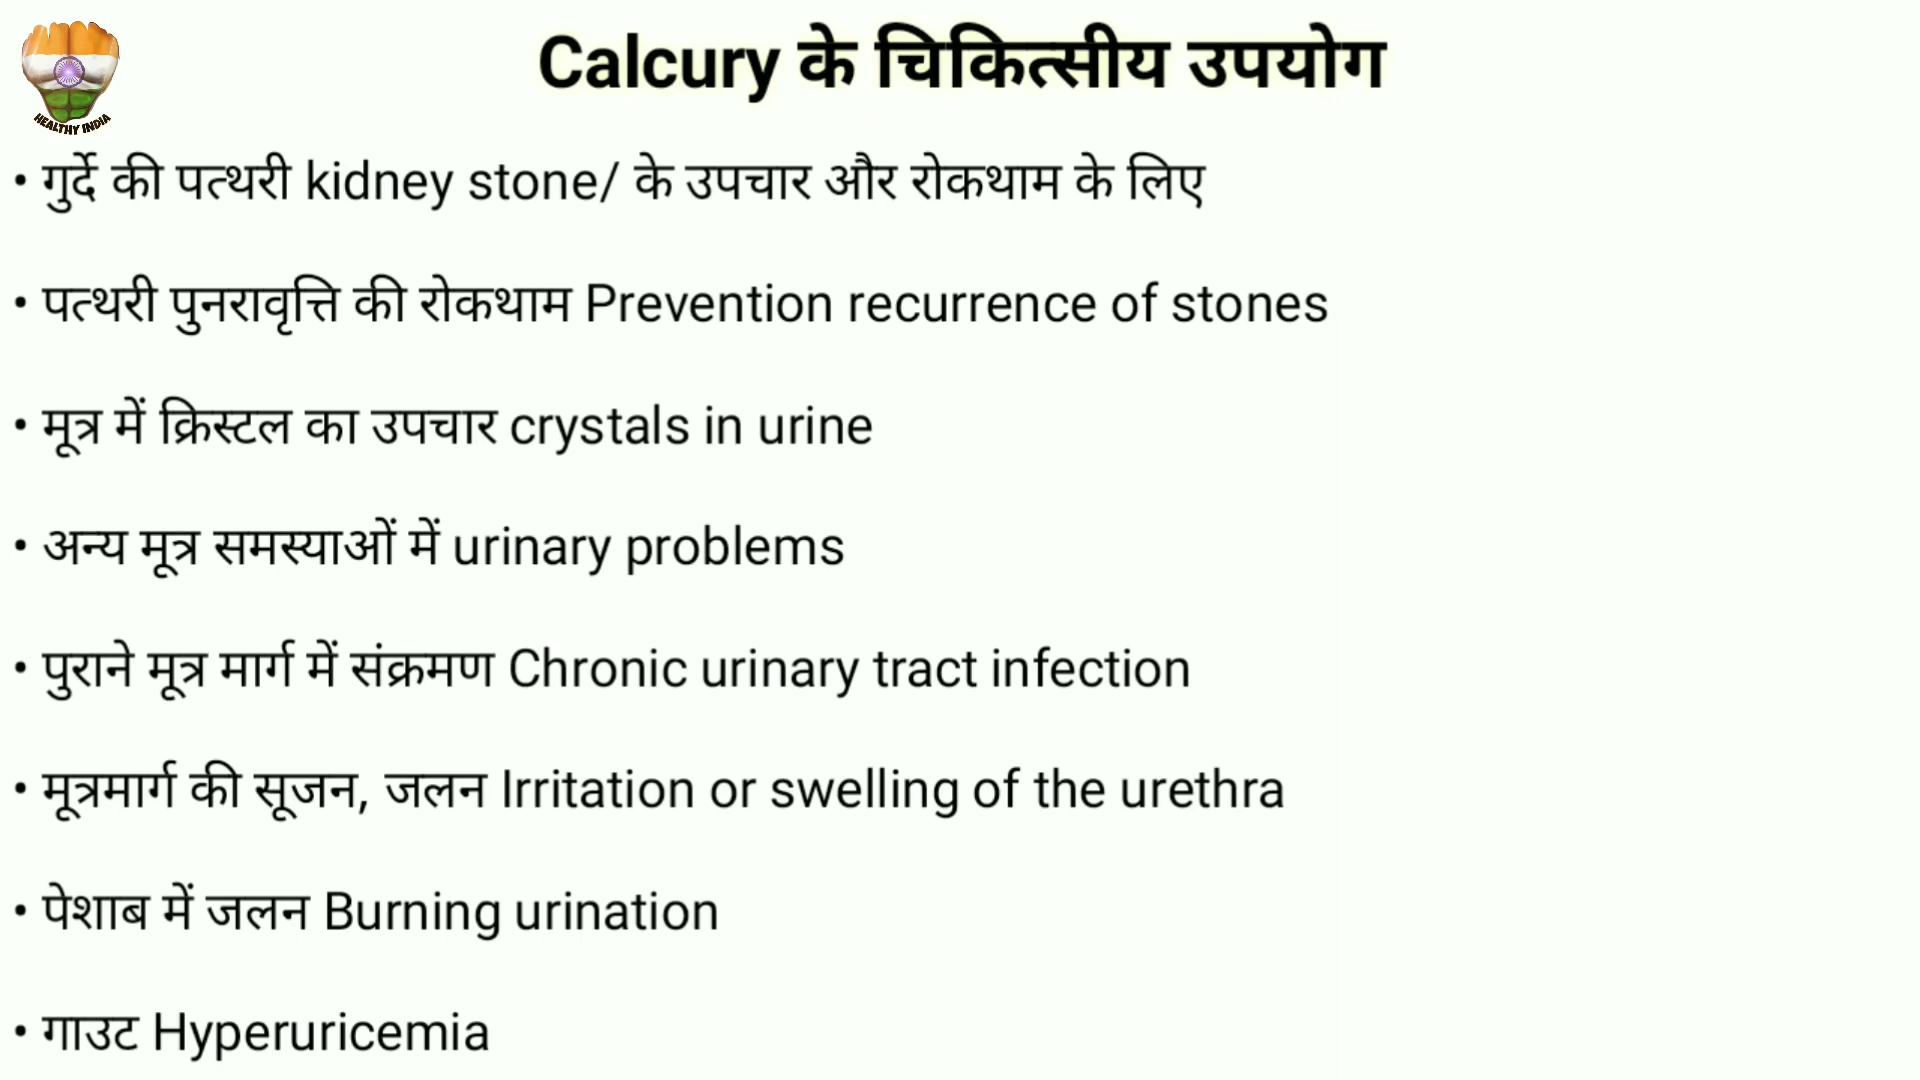 HEALTHY INDIA
Calcury के चिकित्सीय उपयोग
• गुर्दे की पत्थरी kidney stone/ के उपचार और रोकथाम के लिए
• पत्थरी पुनरावृत्ति की रोकथाम Prevention recurrence of stones
• मूत्र में क्रिस्टल का उपचार crystals in urine
• अन्य मूत्र समस्याओं में urinary problems
• पुराने मूत्र मार्ग में संक्रमण Chronic urinary tract infection
• मूत्रमार्ग की सूजन, जलन Irritation or swelling of the urethra
• पेशाब में जलन Burning urination
• गाउट Hyperuricemia